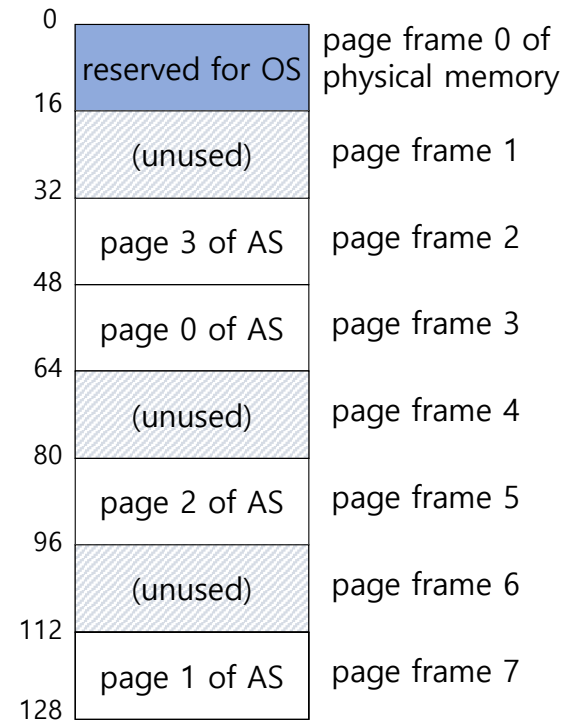 0
page frame 0 of
reserved for OS
physical memory
16
(unused)
page frame 1
32
page 3 of AS
page frame 2
48
page 0 of AS
page frame 3
64
(unused)
page frame 4
80
page 2 of AS
page frame 5
96
(unused)
page frame 6
112
page 1 of AS
page frame 7
128